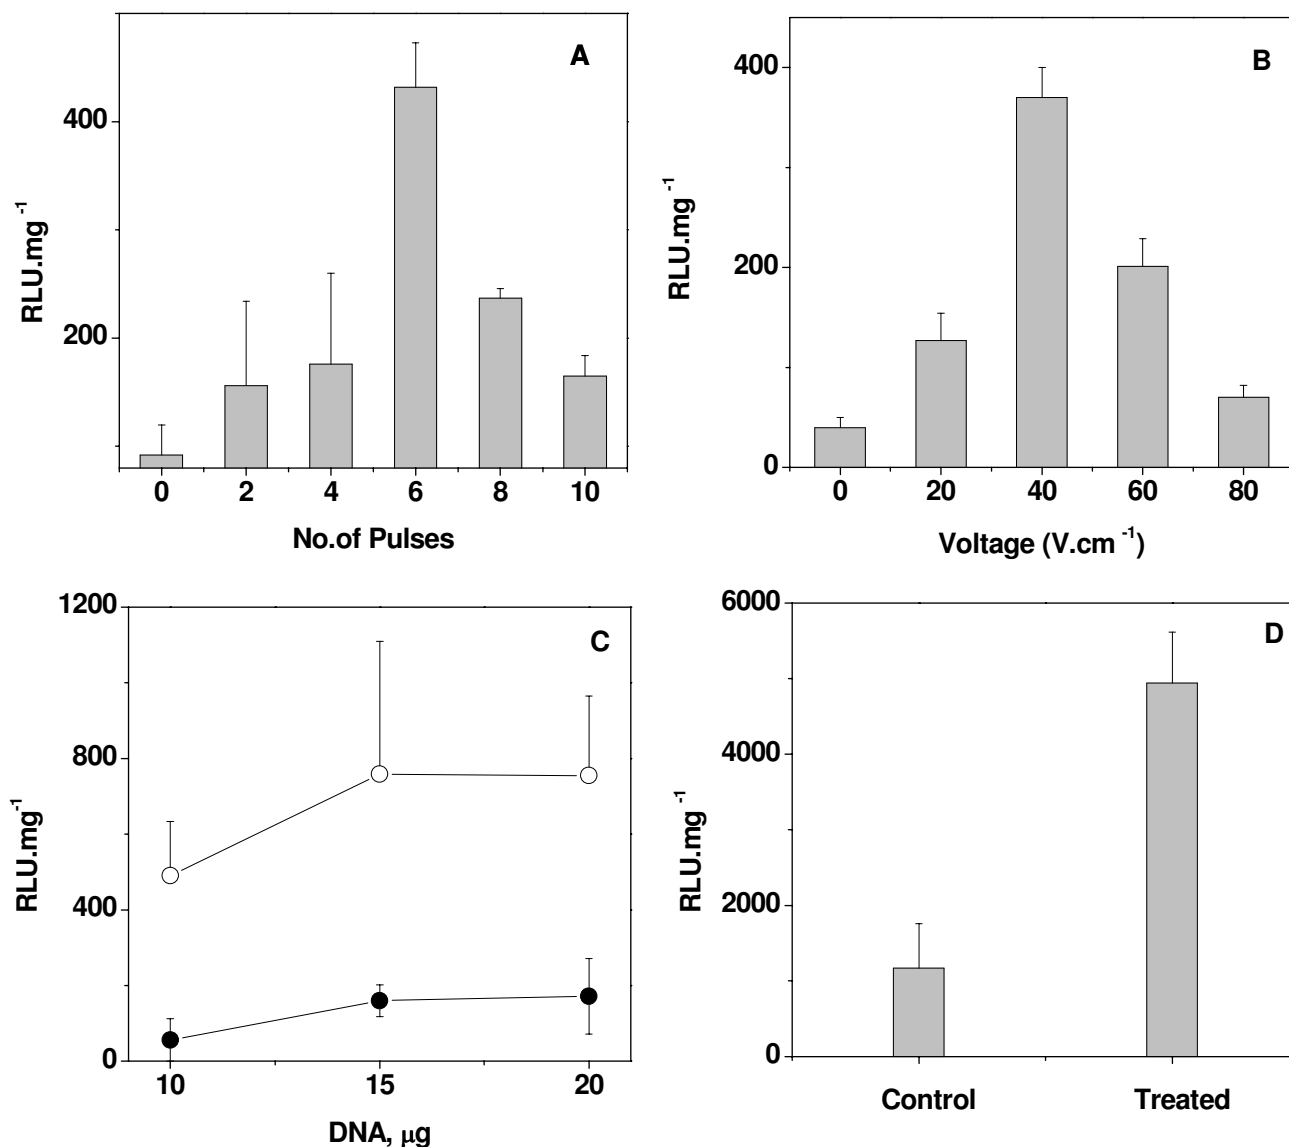 A
400
200
RLU.mg⁻¹
0 2 4 6 8 10
No.of Pulses
B
400
200
0
RLU.mg⁻¹
0 20 40 60 80
Voltage (V.cm⁻¹)
C
1200
800
400
0
RLU.mg⁻¹
10 15 20
DNA, μg
D
6000
4000
2000
0
RLU.mg⁻¹
Control Treated